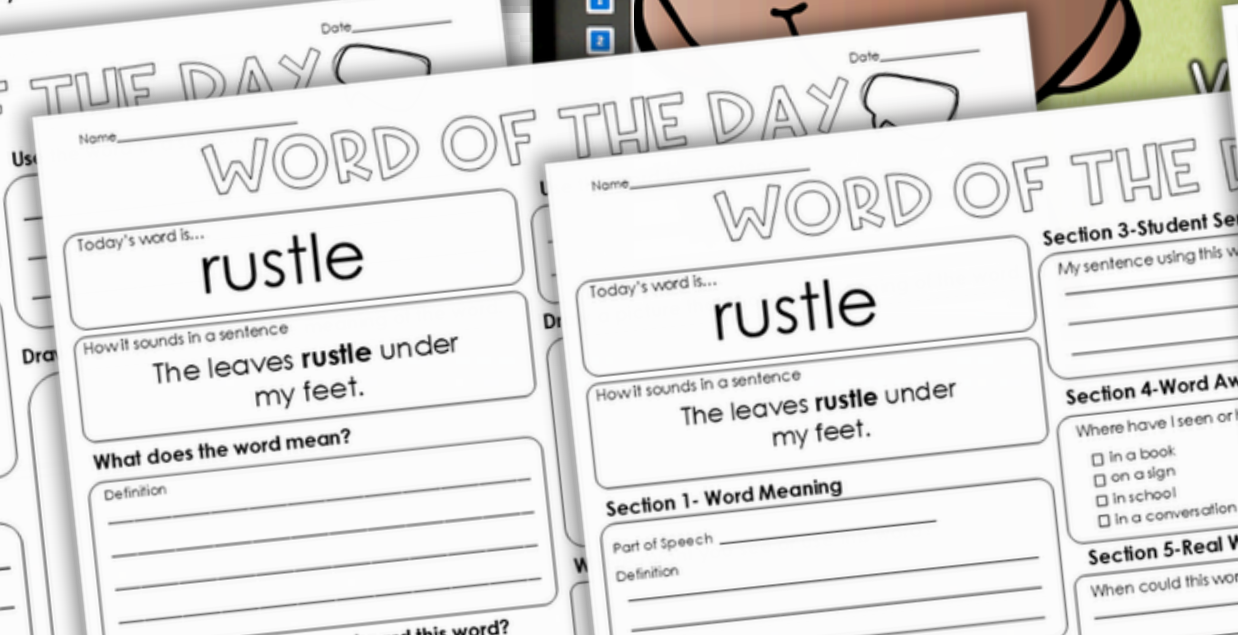 Date
F THE DAY
2
Date
Name
WORD OF THE DAY
Today's word is...
rustle
How it sounds in a sentence
The leaves rustle under
my feet.
What does the word mean?
Definition
this word?
Name
WORD OF THE
Today's word is...
rustle
How it sounds in a sentence
The leaves rustle under
my feet.
Section 1- Word Meaning
Part of Speech
Definition
Section 3-Student
My sentence using this
Section 4-Word
Where have I seen or
in a book
on a sign
in school
in a conversation
Section 5-Real
When could this